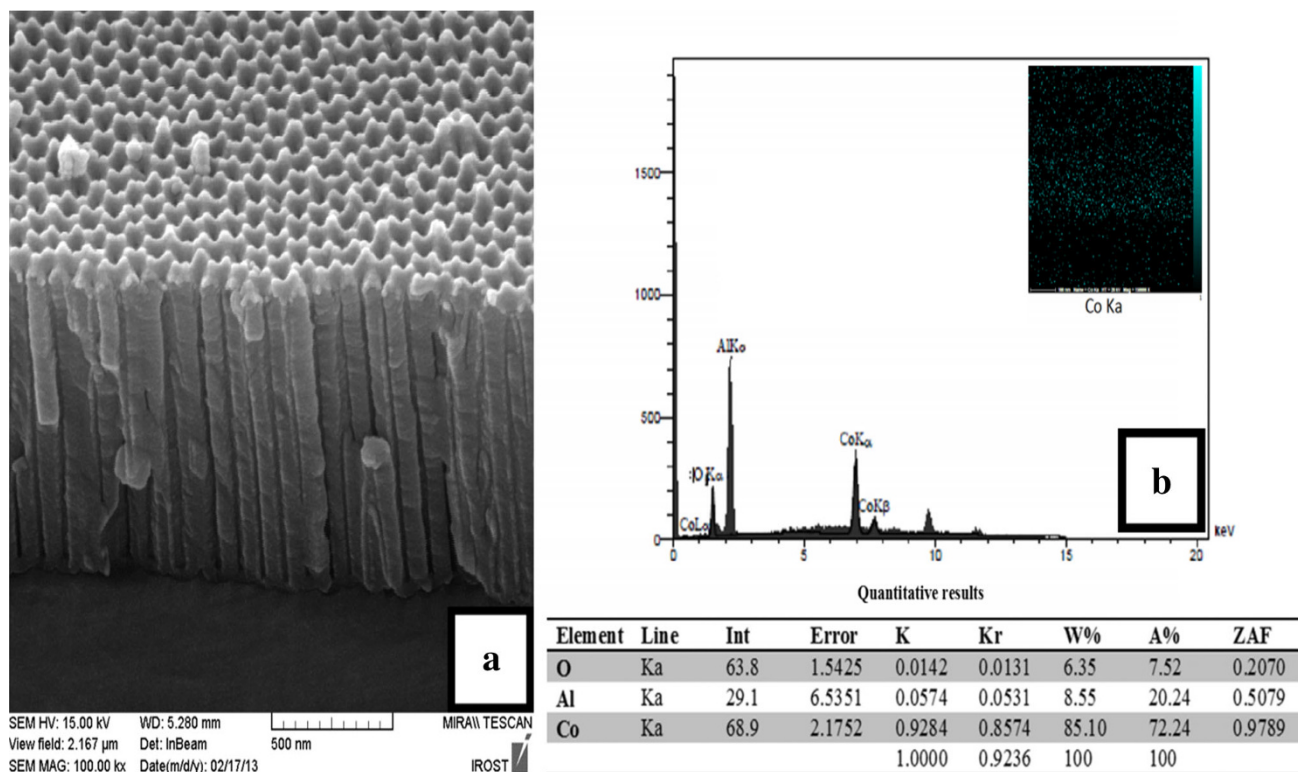 a
SEM HV: 15.00 kV WD: 5.280 mm MIRA\\ TESCAN
View field: 2.167 µm Det: InBeam 500 nm
SEM MAG: 100.00 kx Date(m/d/y): 02/17/13 IROST
1500
1000
500
0
0 5 10 15 20 keV
AlKα
OKα
CoLα
CoKα
CoKβ
Co Ka
b
Quantitative results
Element Line Int Error K Kr W% A% ZAF
O Ka 63.8 1.5425 0.0142 0.0131 6.35 7.52 0.2070
Al Ka 29.1 6.5351 0.0574 0.0531 8.55 20.24 0.5079
Co Ka 68.9 2.1752 0.9284 0.8574 85.10 72.24 0.9789
1.0000 0.9236 100 100